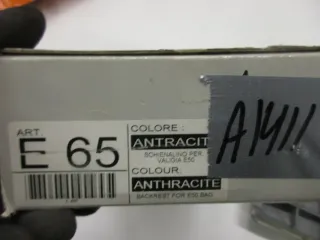 ART.
E 65
COLORE :
ANTRACITE
SCHIENALINO PER
VALIGIA E50
COLOUR
ANTHRACITE
BACKREST FOR E50 BAG
A1411